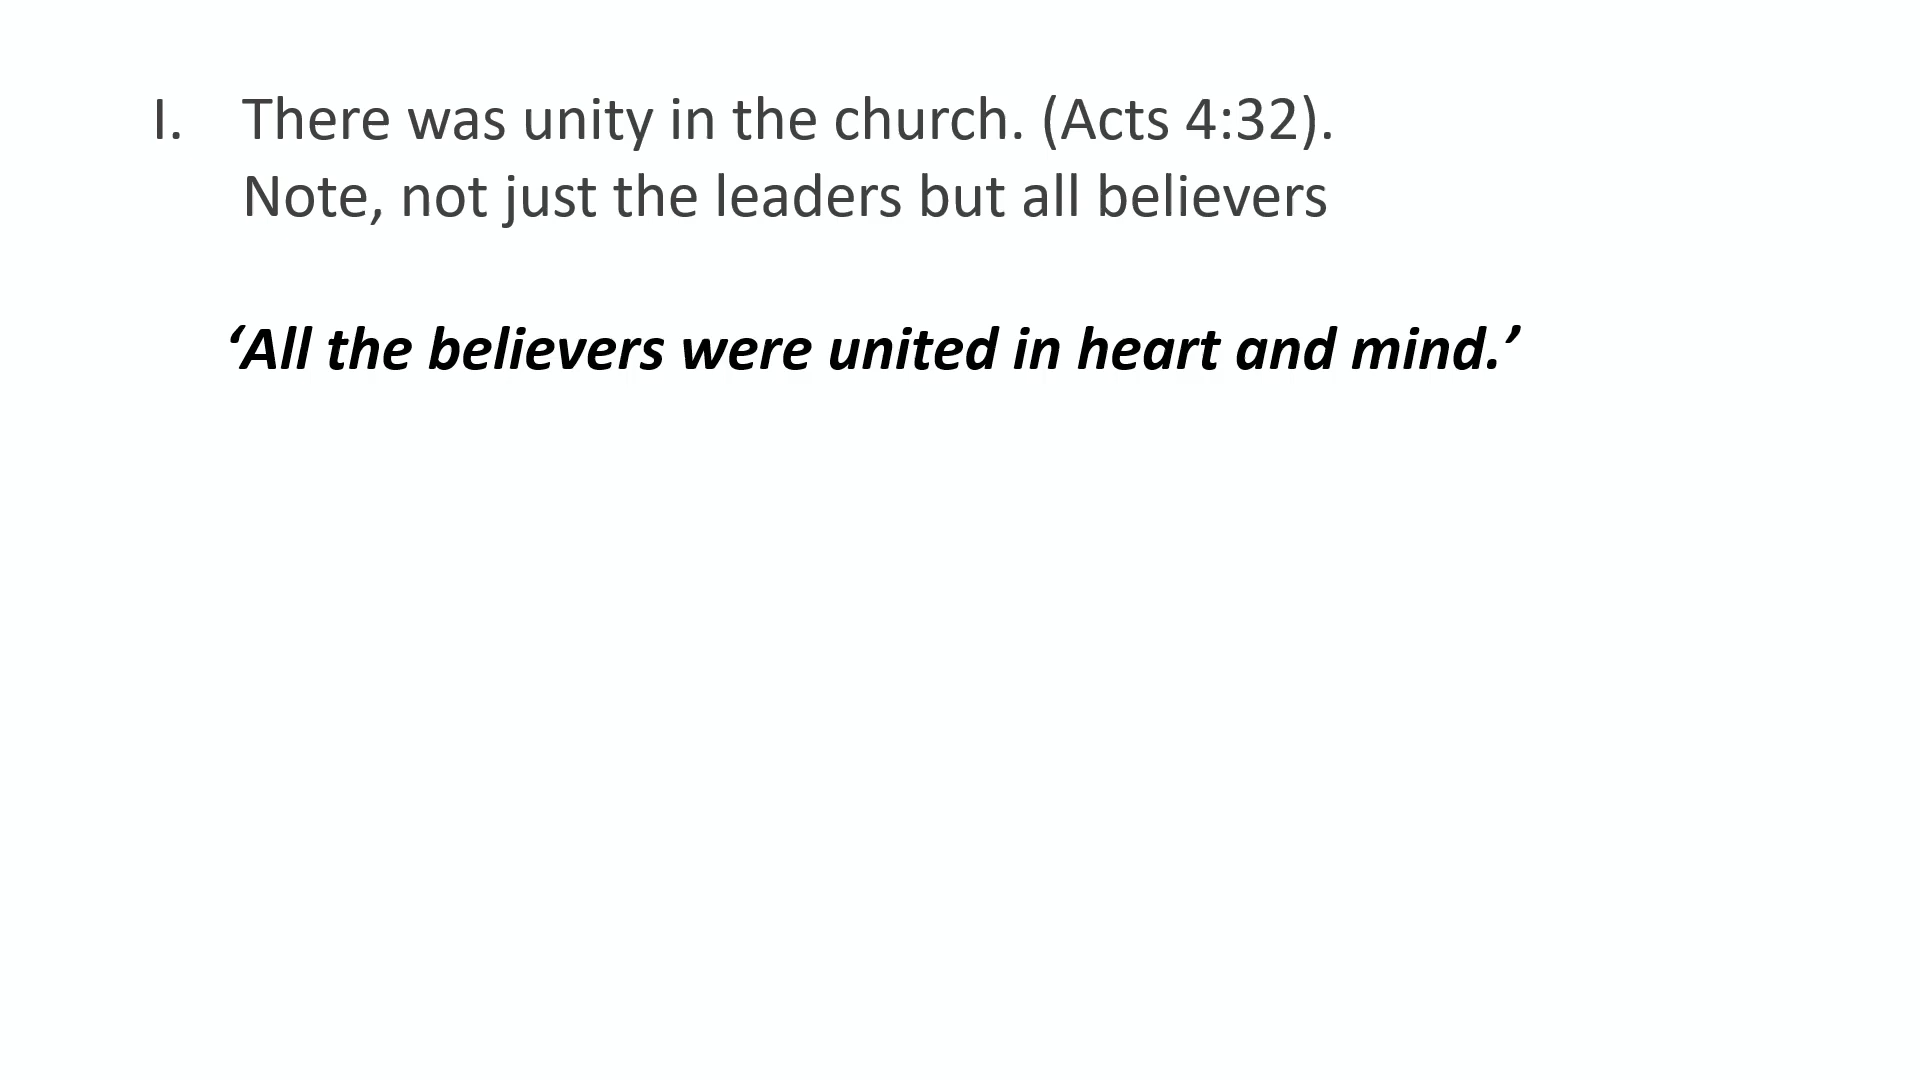 I. There was unity in the church. (Acts 4:32).
Note, not just the leaders but all believers
‘All the believers were united in heart and mind.’